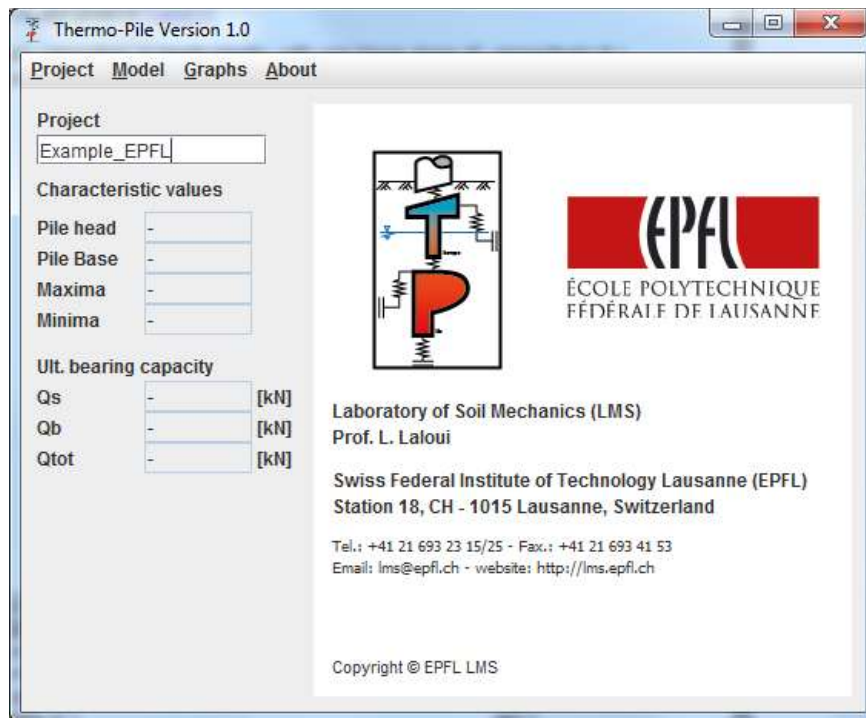 Thermo-Pile Version 1.0
Project Model Graphs About
Project
Example_EPFL
Characteristic values
Pile head -
Pile Base -
Maxima -
Minima -
Ult. bearing capacity
Qs - [kN]
Qb - [kN]
Qtot - [kN]
EPFL
ÉCOLE POLYTECHNIQUE
FÉDÉRALE DE LAUSANNE
Laboratory of Soil Mechanics (LMS)
Prof. L. Laloui
Swiss Federal Institute of Technology Lausanne (EPFL)
Station 18, CH - 1015 Lausanne, Switzerland
Tel.: +41 21 693 23 15/25 - Fax.: +41 21 693 41 53
Email: lms@epfl.ch - website: http://lms.epfl.ch
Copyright © EPFL LMS